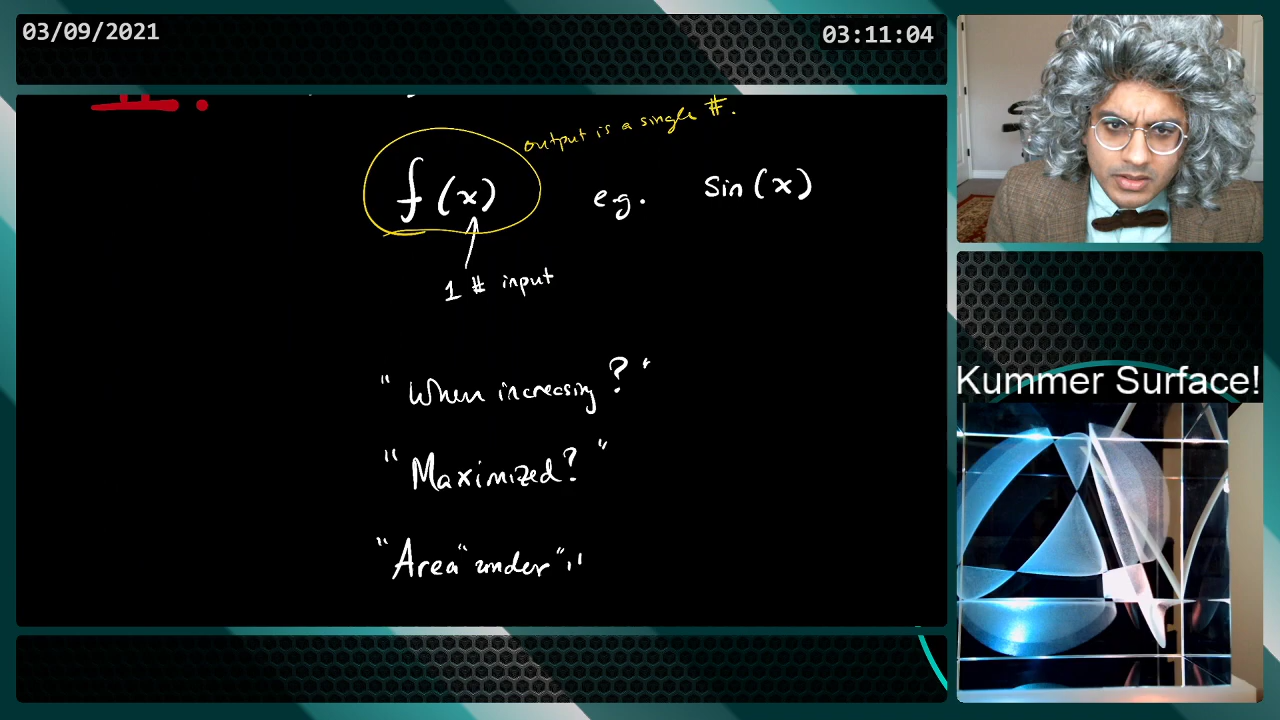 03/09/2021
03:11:04
output is a single #.
f(x)
e.g. Sin(x)
1 # input
"When increasing?"
"Maximized?"
"Area "under""
Kummer Surface!